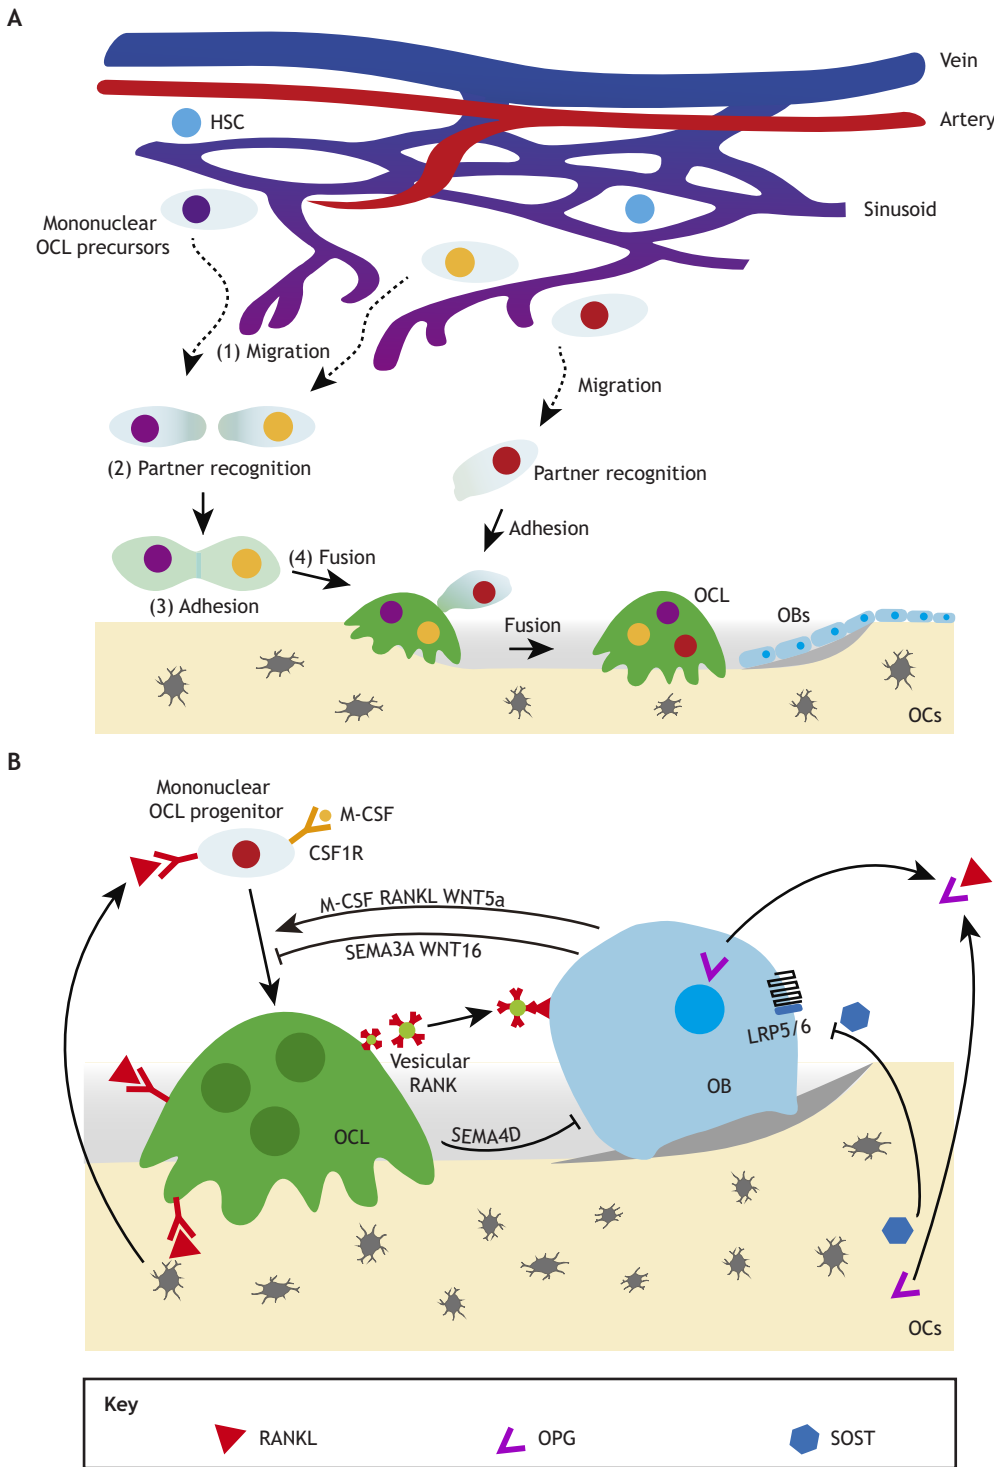 A
Vein
Artery
HSC
Sinusoid
Mononuclear
OCL precursors
(1) Migration
Migration
(2) Partner recognition
Partner recognition
Adhesion
(4) Fusion
(3) Adhesion
OCL
OBs
Fusion
OCs
B
Mononuclear
OCL progenitor
M-CSF
CSF1R
M-CSF RANKL WNT5a
SEMA3A WNT16
LRP5/6
Vesicular
RANK
OB
OCL
SEMA4D
OCs
Key
RANKL
OPG
SOST